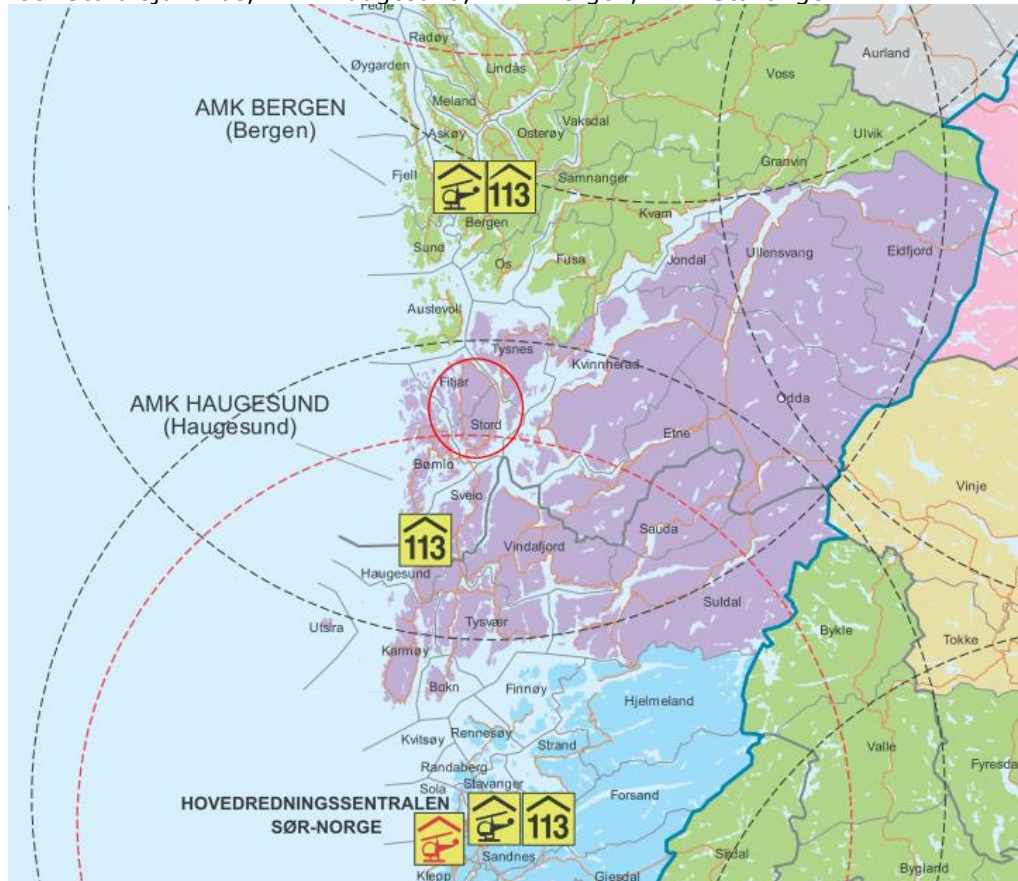 Fedje
Radøy
Aurland
Øygarden
Lindås
Voss
AMK BERGEN
(Bergen)
Meland
Vaksdal
Askøy
Osterøy
Ulvik
Granvin
Fjell
113
Samnanger
Kvam
Bergen
Sund
Os
Fusa
Jondal
Ullensvang
Eidfjord
Austevoll
Tysnes
Kvinnherad
Fitjar
AMK HAUGESUND
(Haugesund)
Odda
Stord
Etne
Bømlo
Sveio
Vinje
113
Vindafjord
Sauda
Haugesund
Suldal
Utsira
Tysvær
Bykle
Tokke
Karmøy
Bokn
Finnøy
Hjelmeland
Kvitsøy
Rennesøy
Strand
Valle
Fyresda
Randaberg
Sola
Stavanger
Forsand
HOVEDREDNINGSSENTRALEN
SØR-NORGE
113
Sandnes
Sirdal
Klepp
Gjesdal
Bygland